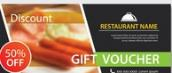 Discount
RESTAURANT NAME
50%
OFF
GIFT VOUCHER